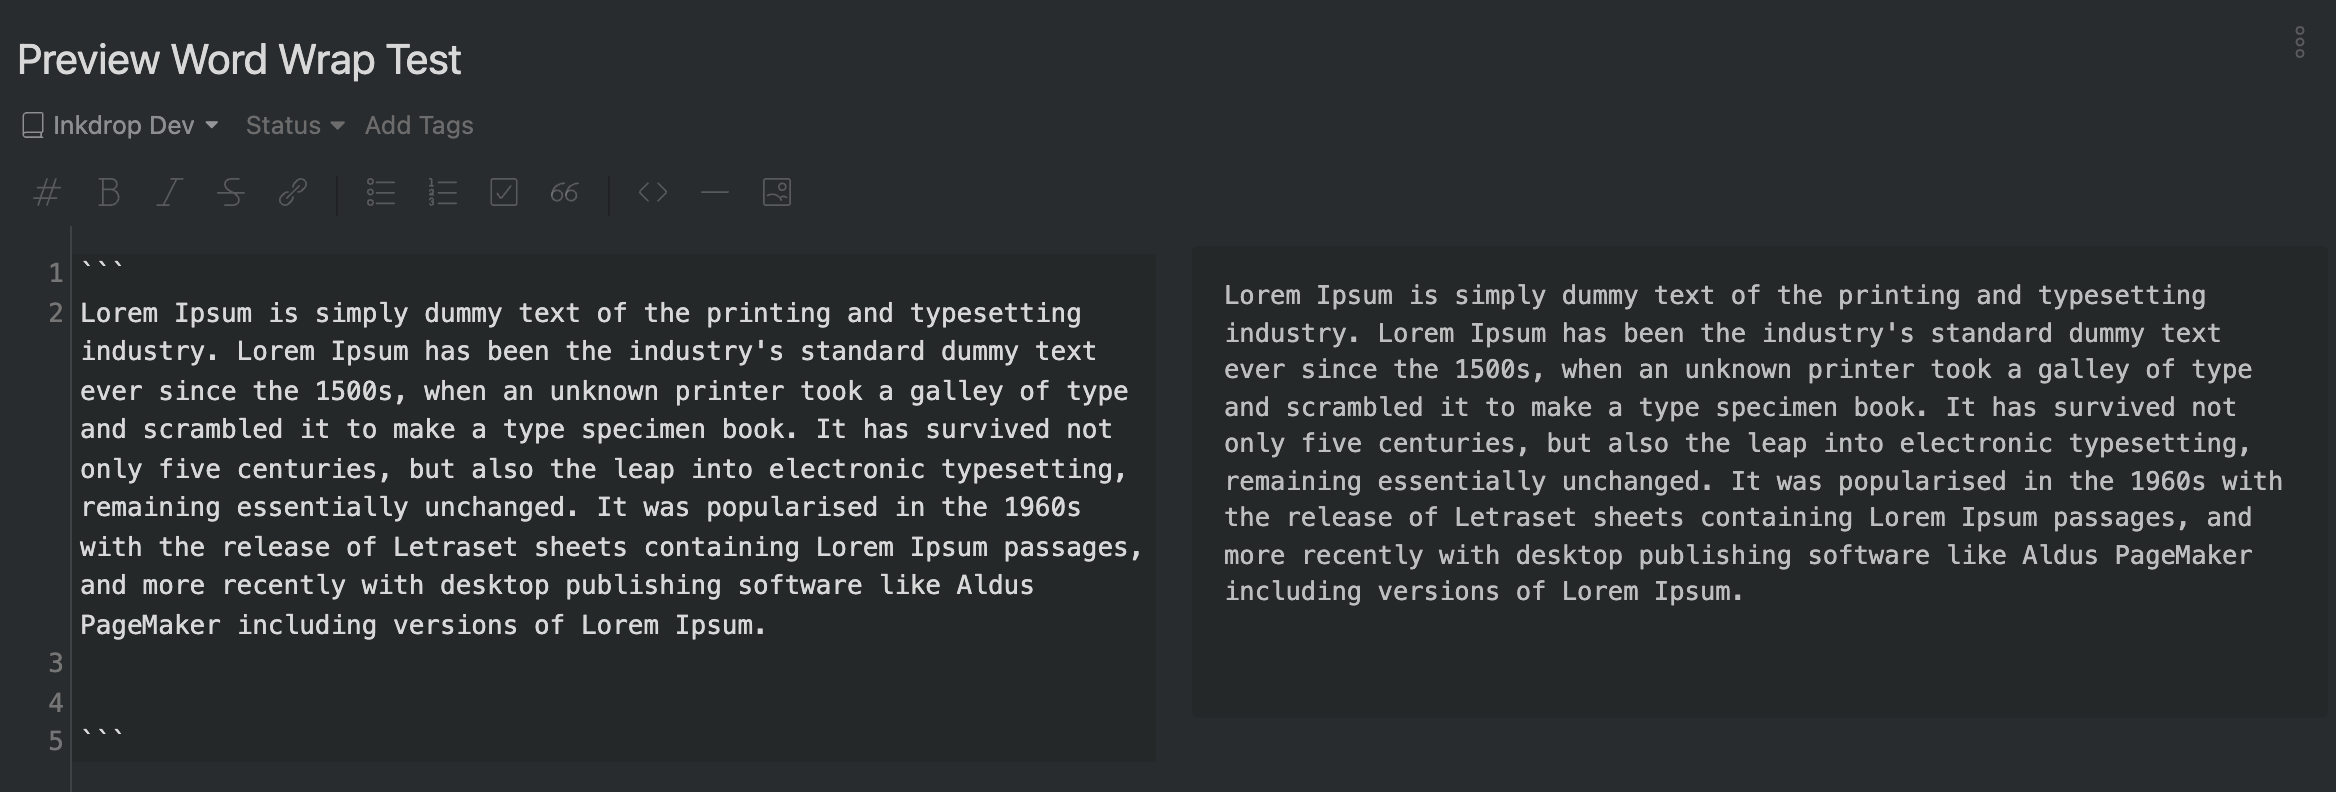 Preview Word Wrap Test
Inkdrop Dev Status Add Tags
1 ```
2 Lorem Ipsum is simply dummy text of the printing and typesetting
industry. Lorem Ipsum has been the industry's standard dummy text
ever since the 1500s, when an unknown printer took a galley of type
and scrambled it to make a type specimen book. It has survived not
only five centuries, but also the leap into electronic typesetting,
remaining essentially unchanged. It was popularised in the 1960s
with the release of Letraset sheets containing Lorem Ipsum passages,
and more recently with desktop publishing software like Aldus
PageMaker including versions of Lorem Ipsum.
3
4
5 ```
Lorem Ipsum is simply dummy text of the printing and typesetting
industry. Lorem Ipsum has been the industry's standard dummy text
ever since the 1500s, when an unknown printer took a galley of type
and scrambled it to make a type specimen book. It has survived not
only five centuries, but also the leap into electronic typesetting,
remaining essentially unchanged. It was popularised in the 1960s with
the release of Letraset sheets containing Lorem Ipsum passages, and
more recently with desktop publishing software like Aldus PageMaker
including versions of Lorem Ipsum.